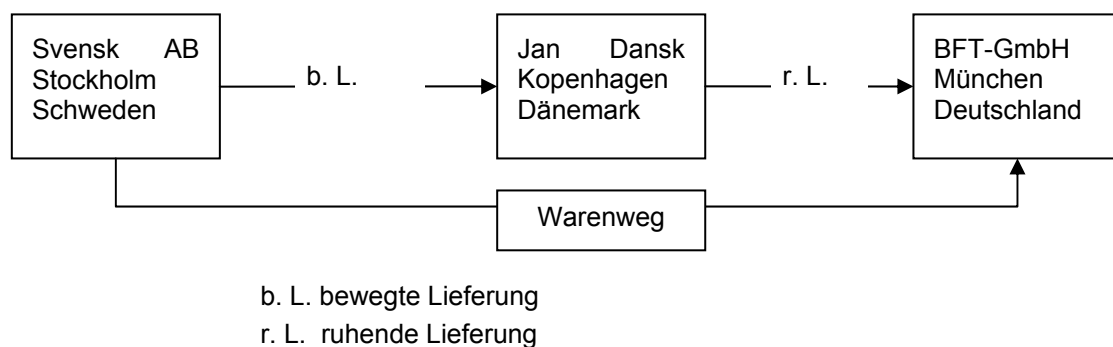 Svensk AB
Stockholm
Schweden
b. L.
Jan Dansk
Kopenhagen
Dänemark
r. L.
BFT-GmbH
München
Deutschland
Warenweg
b. L. bewegte Lieferung
r. L. ruhende Lieferung